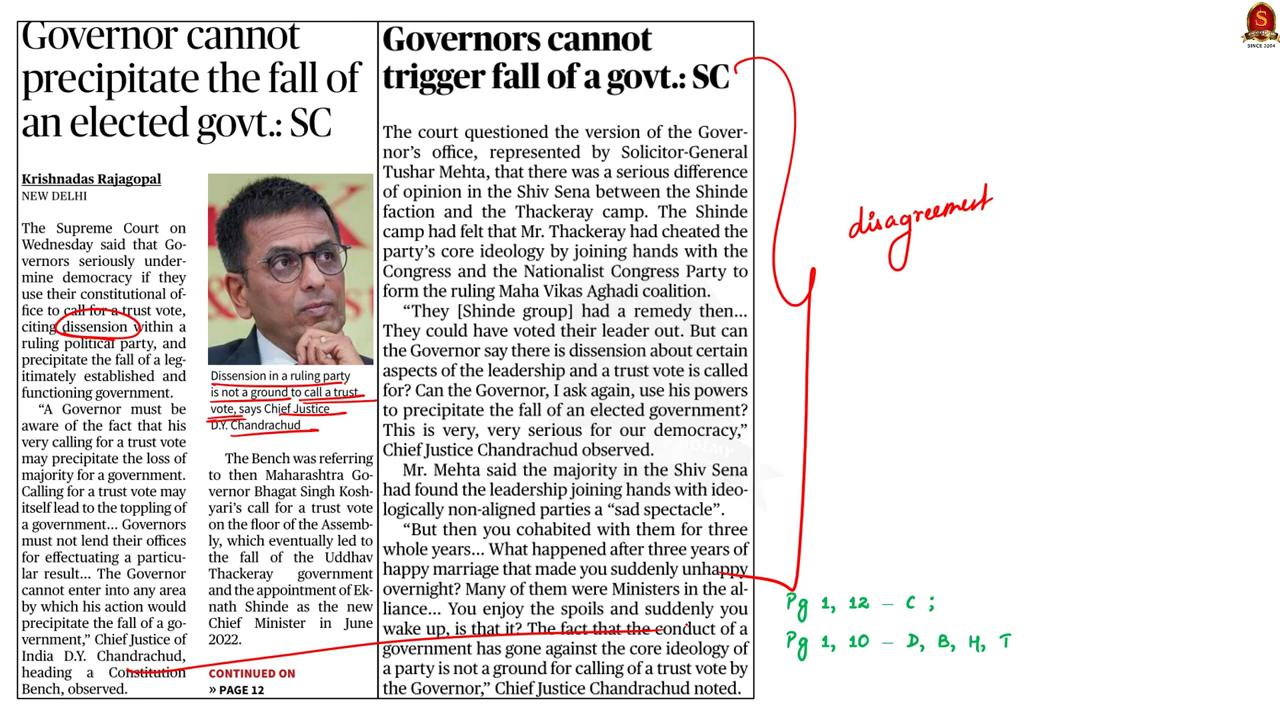 Governor cannot
precipitate the fall of
an elected govt.: SC
Krishnadas Rajagopal
NEW DELHI
The Supreme Court on
Wednesday said that Go-
vernors seriously under-
mine democracy if they
use their constitutional of-
fice to call for a trust vote,
citing dissension within a
ruling political party, and
precipitate the fall of a leg-
itimately established and
functioning government.
“A Governor must be
aware of the fact that his
very calling for a trust vote
may precipitate the loss of
majority for a government.
Calling for a trust vote may
itself lead to the toppling of
a government... Governors
must not lend their offices
for effectuating a particu-
lar result... The Governor
cannot enter into any area
by which his action would
precipitate the fall of a go-
vernment,” Chief Justice of
India D.Y. Chandrachud,
heading a Constitution
Bench, observed.
Dissension in a ruling party
is not a ground to call a trust
vote, says Chief Justice
D.Y. Chandrachud
The Bench was referring
to then Maharashtra Go-
vernor Bhagat Singh Kosh-
yari’s call for a trust vote
on the floor of the Assemb-
ly, which eventually led to
the fall of the Uddhav
Thackeray government
and the appointment of Ek-
nath Shinde as the new
Chief Minister in June
2022.
CONTINUED ON
» PAGE 12
Governors cannot
trigger fall of a govt.: SC
The court questioned the version of the Gover-
nor’s office, represented by Solicitor-General
Tushar Mehta, that there was a serious difference
of opinion in the Shiv Sena between the Shinde
faction and the Thackeray camp. The Shinde
camp had felt that Mr. Thackeray had cheated the
party’s core ideology by joining hands with the
Congress and the Nationalist Congress Party to
form the ruling Maha Vikas Aghadi coalition.
“They [Shinde group] had a remedy then...
They could have voted their leader out. But can
the Governor say there is dissension about certain
aspects of the leadership and a trust vote is called
for? Can the Governor, I ask again, use his powers
to precipitate the fall of an elected government?
This is very, very serious for our democracy,”
Chief Justice Chandrachud observed.
Mr. Mehta said the majority in the Shiv Sena
had found the leadership joining hands with ideo-
logically non-aligned parties a “sad spectacle”.
“But then you cohabited with them for three
whole years... What happened after three years of
happy marriage that made you suddenly unhappy
overnight? Many of them were Ministers in the al-
liance... You enjoy the spoils and suddenly you
wake up, is that it? The fact that the conduct of a
government has gone against the core ideology of
a party is not a ground for calling of a trust vote by
the Governor,” Chief Justice Chandrachud noted.
disagreement
Pg 1, 12 – C ;
Pg 1, 10 – D, B, H, T
S
SINCE 2004